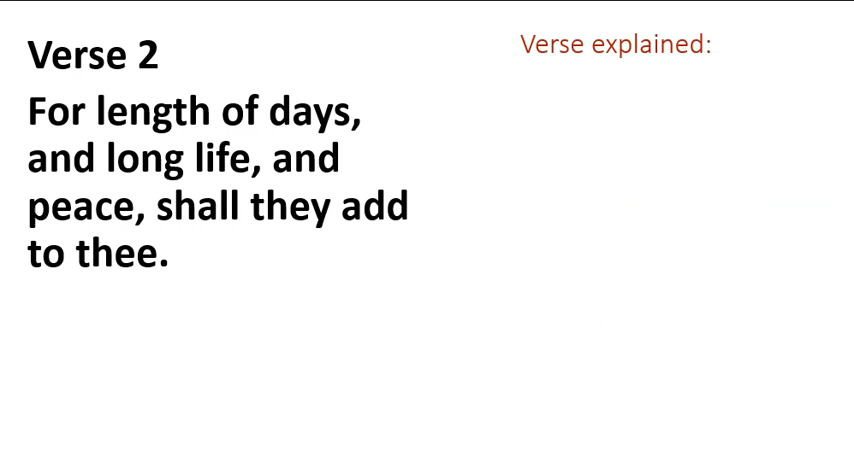 Verse 2
For length of days,
and long life, and
peace, shall they add
to thee.
Verse explained: